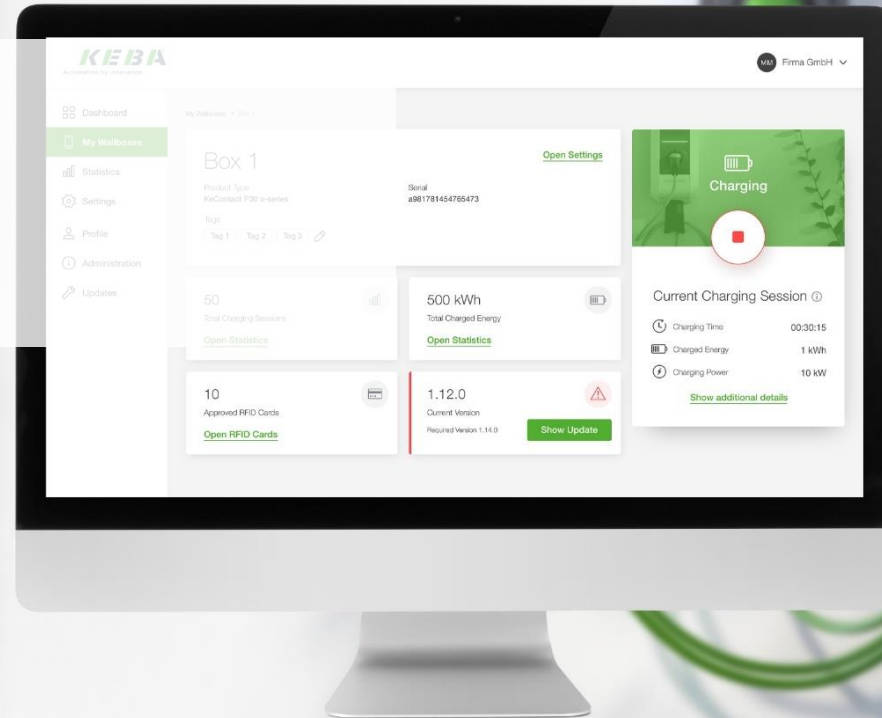 KEBA
Automation by innovation.
MM Firma GmbH
Dashboard
My Wallboxes
Statistics
Settings
Profile
Administration
Updates
My Wallboxes > Box 1
Box 1
Open Settings
Product Type
KeContact P30 x-series
Serial
a981781454765473
Tags
Tag 1 Tag 2 Tag 3
50
Total Charging Sessions
Open Statistics
500 kWh
Total Charged Energy
Open Statistics
10
Approved RFID Cards
Open RFID Cards
1.12.0
Current Version
Required Version 1.14.0
Show Update
Charging
Current Charging Session
Charging Time 00:30:15
Charged Energy 1 kWh
Charging Power 10 kW
Show additional details